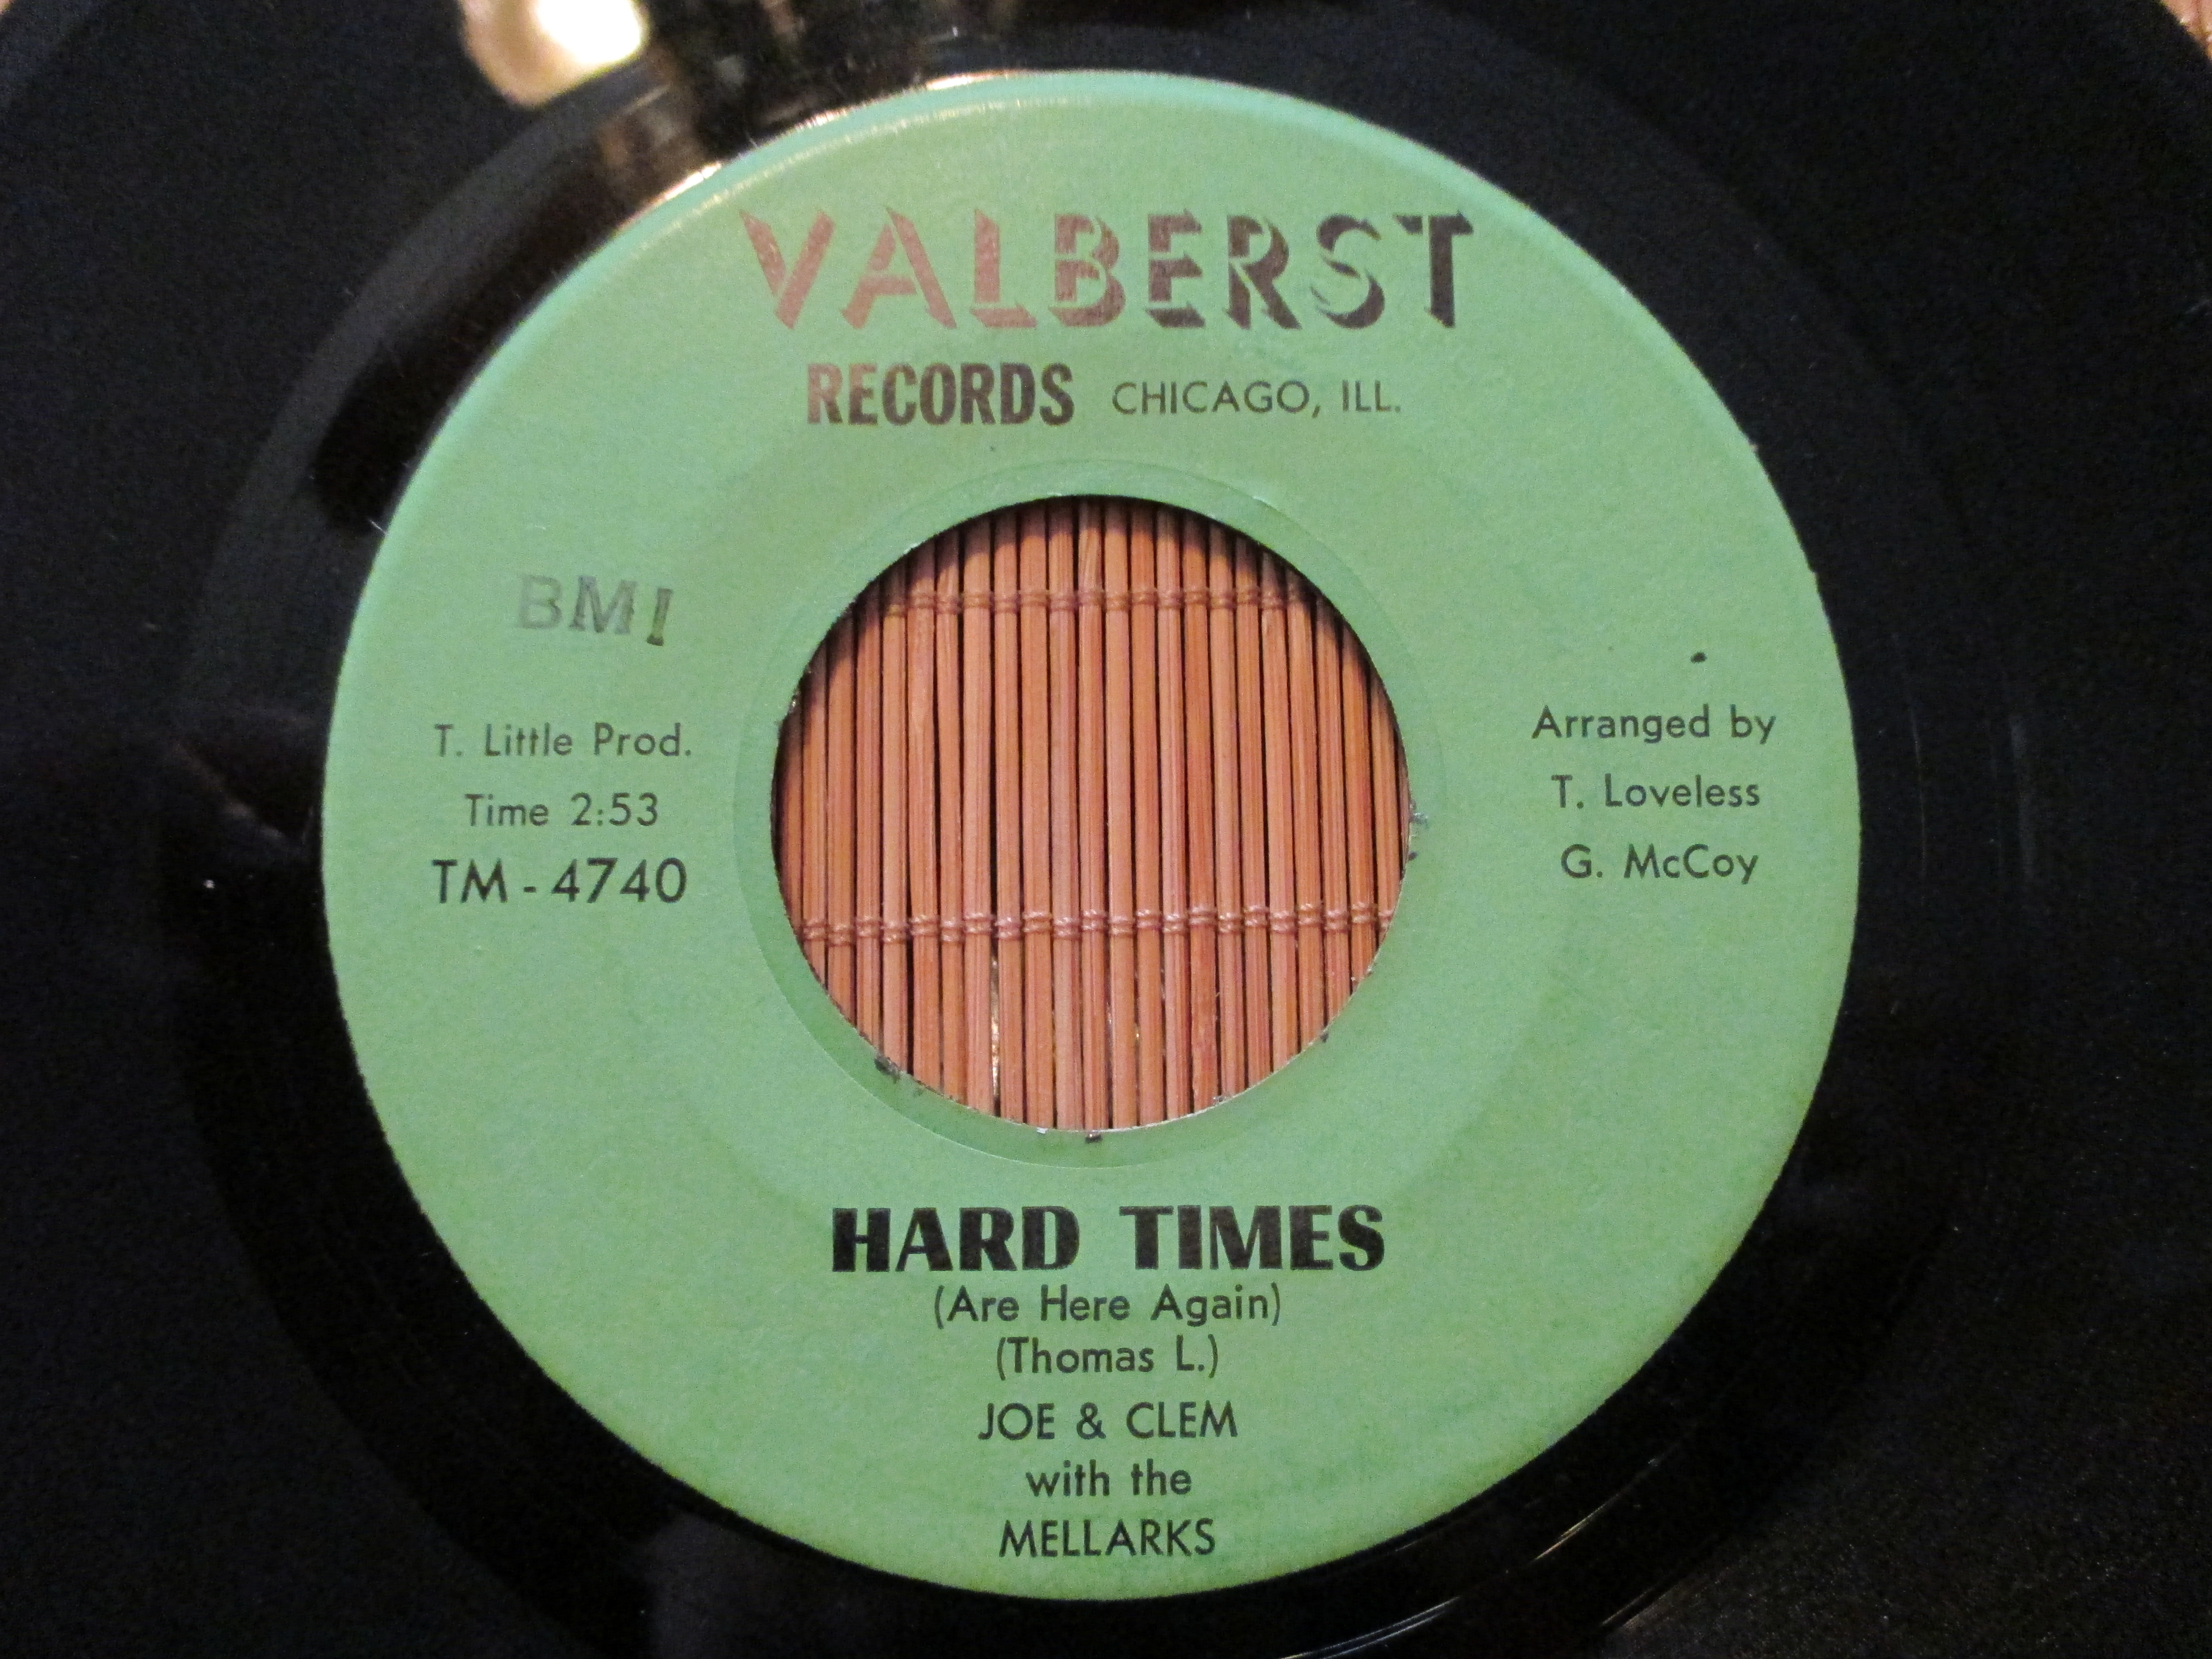 VALBERST
RECORDS CHICAGO, ILL.
BMI
T. Little Prod.
Time 2:53
TM - 4740
Arranged by
T. Loveless
G. McCoy
HARD TIMES
(Are Here Again)
(Thomas L.)
JOE & CLEM
with the
MELLARKS